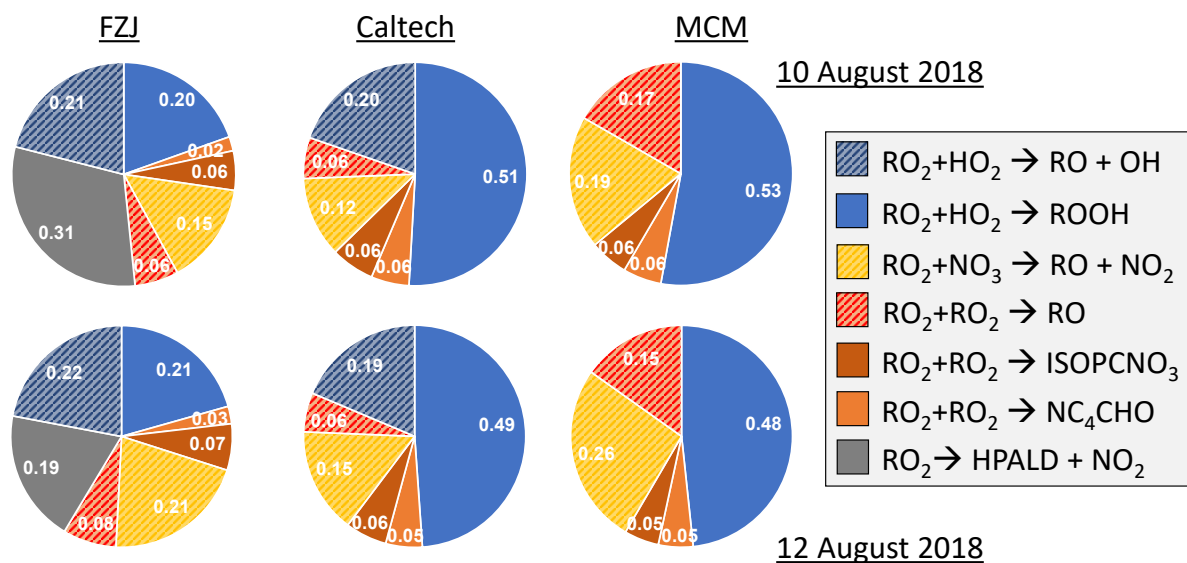 FZJ Caltech MCM
10 August 2018
0.21 0.20 0.02 0.06 0.15 0.06 0.31
0.20 0.51 0.06 0.06 0.12 0.06
0.17 0.53 0.06 0.06 0.19
RO₂+HO₂ → RO + OH
RO₂+HO₂ → ROOH
RO₂+NO₃ → RO + NO₂
RO₂+RO₂ → RO
RO₂+RO₂ → ISOPCNO₃
RO₂+RO₂ → NC₄CHO
RO₂→ HPALD + NO₂
0.22 0.21 0.03 0.07 0.21 0.08 0.19
0.19 0.49 0.05 0.06 0.15 0.06
0.15 0.48 0.05 0.05 0.26
12 August 2018